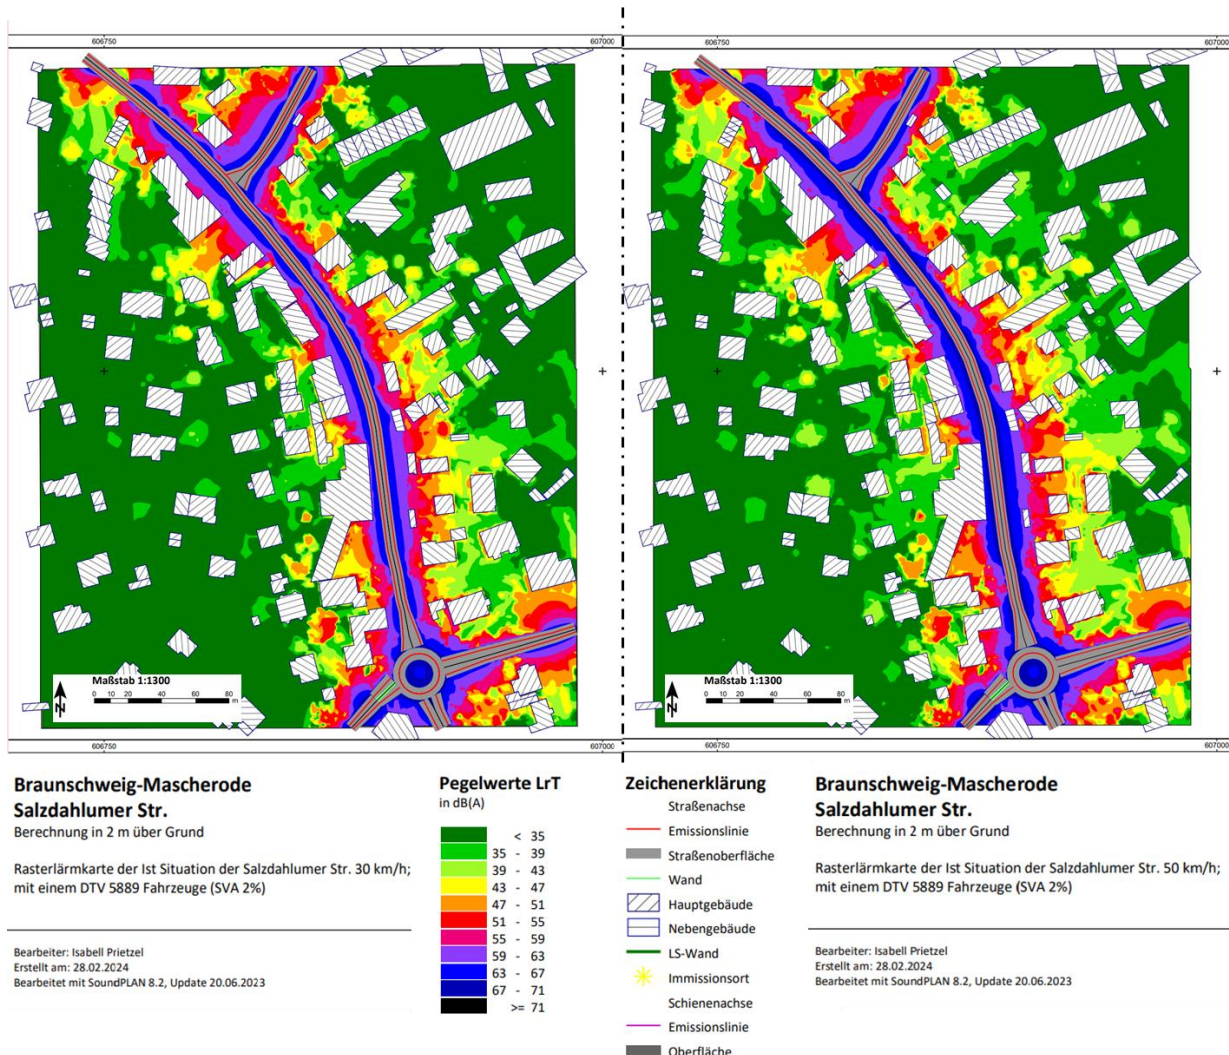 606750
607000
606750
607000
Maßstab 1:1300
0 10 20 40 60 80
m
N
Maßstab 1:1300
0 10 20 40 60 80
m
N
606750
607000
606750
607000
Braunschweig-Mascherode
Salzdahlumer Str.
Berechnung in 2 m über Grund
Rasterlärmkarte der Ist Situation der Salzdahlumer Str. 30 km/h;
mit einem DTV 5889 Fahrzeuge (SVA 2%)
Bearbeiter: Isabell Prietzel
Erstellt am: 28.02.2024
Bearbeitet mit SoundPLAN 8.2, Update 20.06.2023
Pegelwerte LrT
in dB(A)
< 35
35 - 39
39 - 43
43 - 47
47 - 51
51 - 55
55 - 59
59 - 63
63 - 67
67 - 71
>= 71
Zeichenerklärung
Straßenachse
Emissionslinie
Straßenoberfläche
Wand
Hauptgebäude
Nebengebäude
LS-Wand
Immissionsort
Schienenachse
Emissionslinie
Oberfläche
Braunschweig-Mascherode
Salzdahlumer Str.
Berechnung in 2 m über Grund
Rasterlärmkarte der Ist Situation der Salzdahlumer Str. 50 km/h;
mit einem DTV 5889 Fahrzeuge (SVA 2%)
Bearbeiter: Isabell Prietzel
Erstellt am: 28.02.2024
Bearbeitet mit SoundPLAN 8.2, Update 20.06.2023